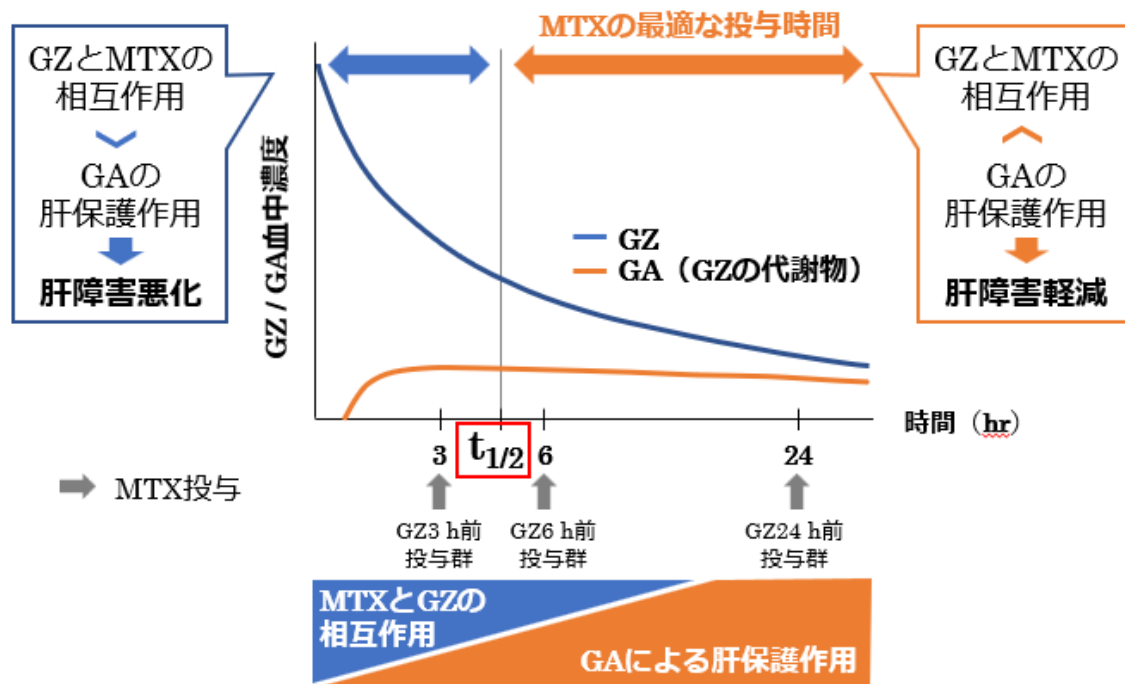 MTXの最適な投与時間
GZとMTXの
相互作用
GAの
肝保護作用
肝障害悪化
GZ / GA血中濃度
GZ
GA（GZの代謝物）
GZとMTXの
相互作用
GAの
肝保護作用
肝障害軽減
時間（hr）
3 t1/2 6 24
MTX投与
GZ3 h前
投与群
GZ6 h前
投与群
GZ24 h前
投与群
MTXとGZの
相互作用
GAによる肝保護作用